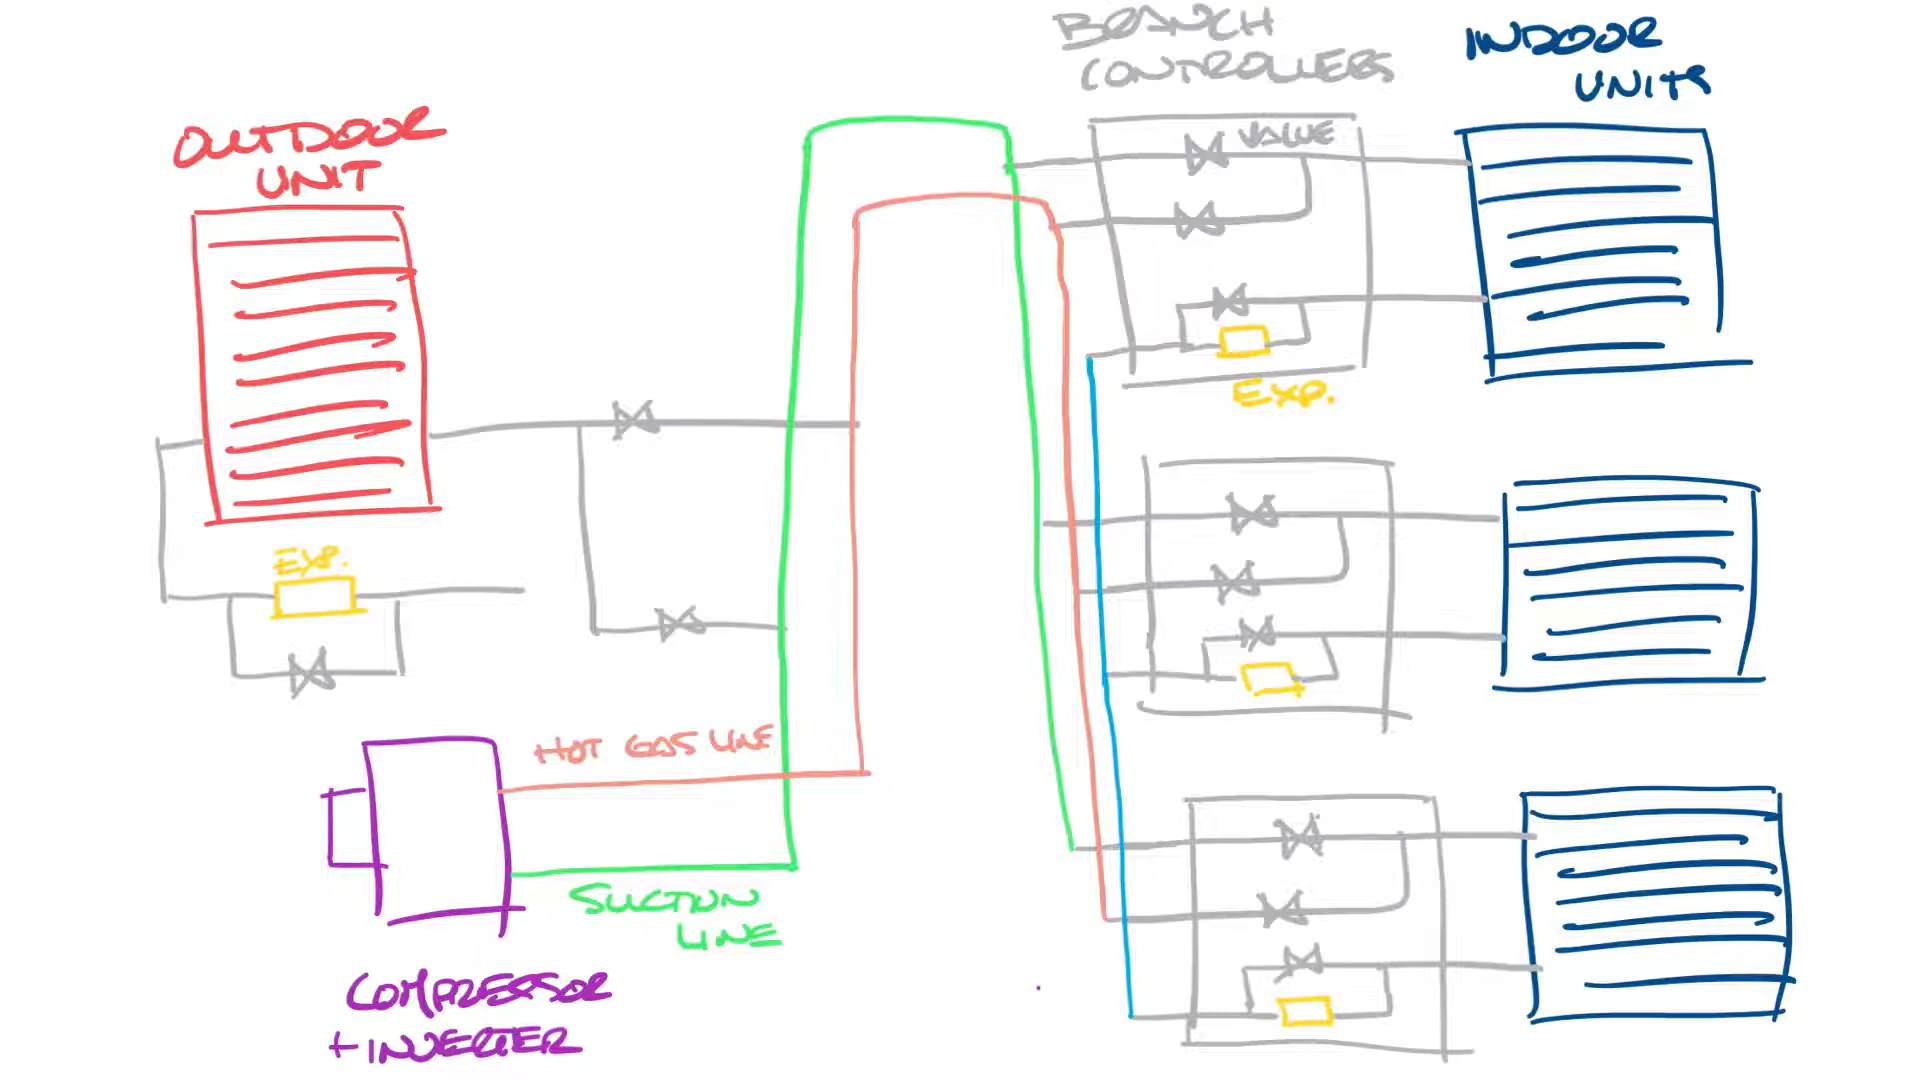 BRANCH
CONTROLLERS
INDOOR
UNITS
OUTDOOR
UNIT
VALVE
EXP.
EXP.
HOT GAS LINE
SUCTION
LINE
COMPRESSOR
+ INVERTER